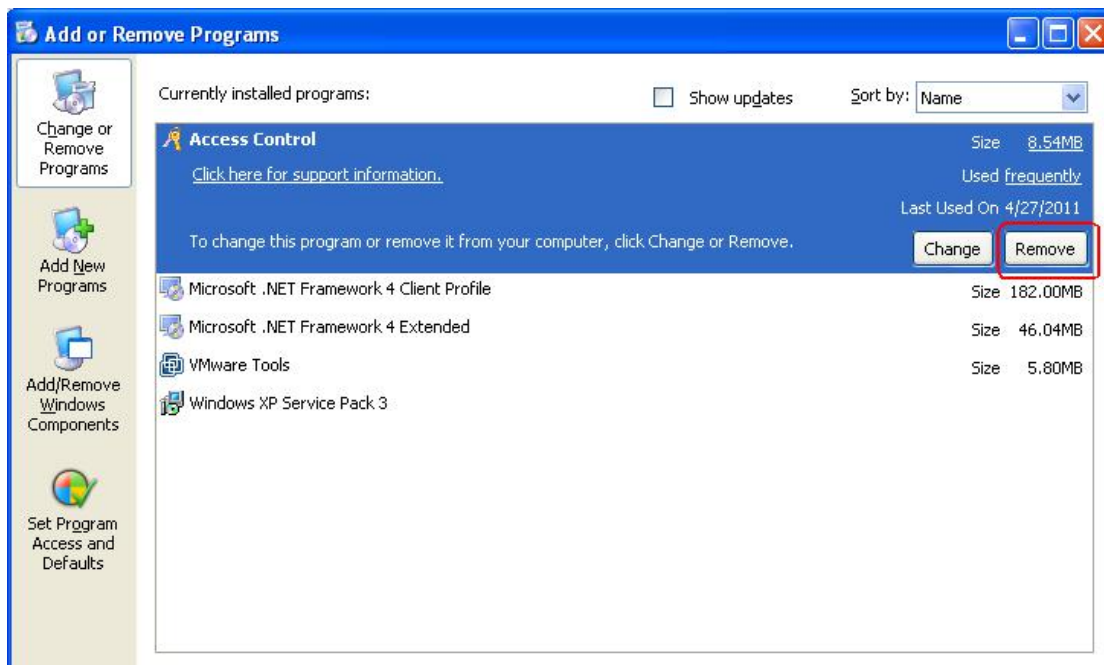 Add or Remove Programs
Change or
Remove
Programs
Add New
Programs
Add/Remove
Windows
Components
Set Program
Access and
Defaults
Currently installed programs:
Show updates
Sort by: Name
Access Control
Size 8.54MB
Click here for support information.
Used frequently
Last Used On 4/27/2011
To change this program or remove it from your computer, click Change or Remove.
Change Remove
Microsoft .NET Framework 4 Client Profile Size 182.00MB
Microsoft .NET Framework 4 Extended Size 46.04MB
VMware Tools Size 5.80MB
Windows XP Service Pack 3